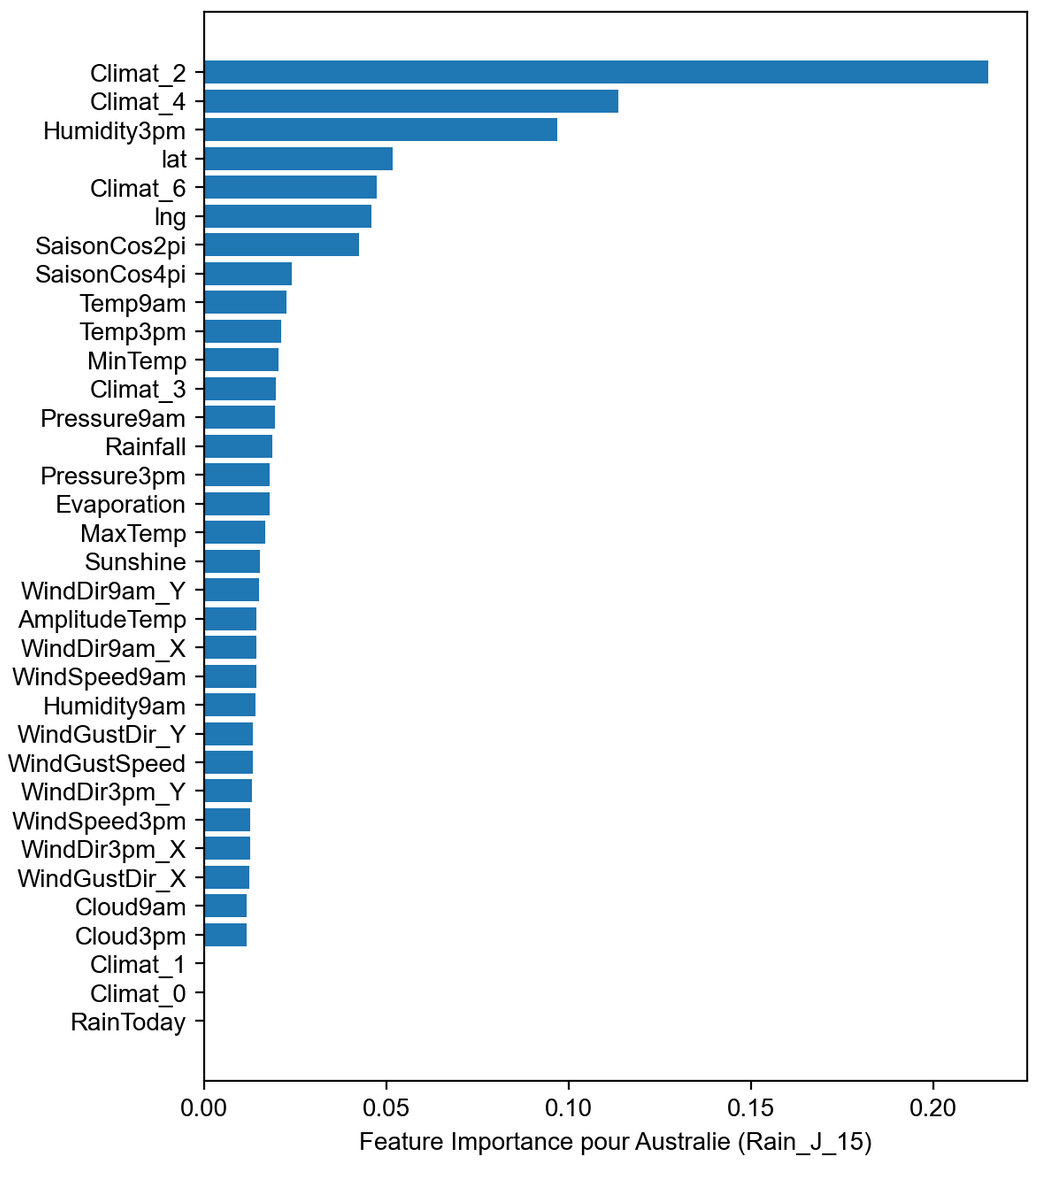 Climat_2
Climat_4
Humidity3pm
lat
Climat_6
lng
SaisonCos2pi
SaisonCos4pi
Temp9am
Temp3pm
MinTemp
Climat_3
Pressure9am
Rainfall
Pressure3pm
Evaporation
MaxTemp
Sunshine
WindDir9am_Y
AmplitudeTemp
WindDir9am_X
WindSpeed9am
Humidity9am
WindGustDir_Y
WindGustSpeed
WindDir3pm_Y
WindSpeed3pm
WindDir3pm_X
WindGustDir_X
Cloud9am
Cloud3pm
Climat_1
Climat_0
RainToday
0.00 0.05 0.10 0.15 0.20
Feature Importance pour Australie (Rain_J_15)